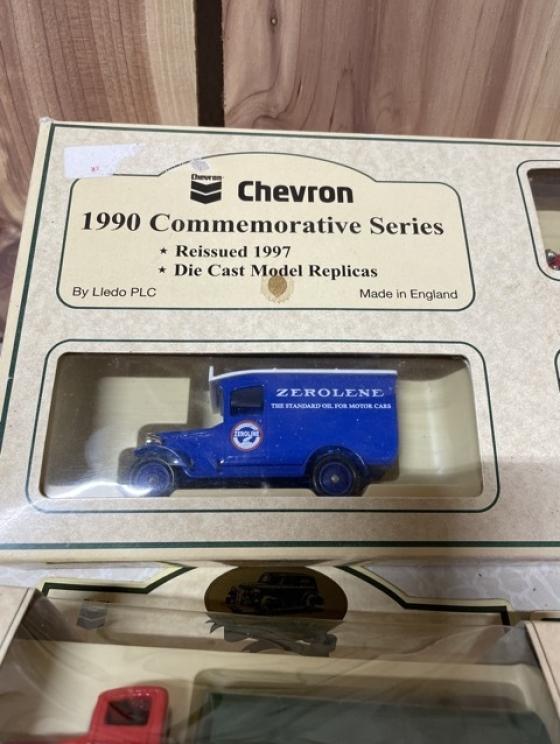 Chevron
Chevron
1990 Commemorative Series
★ Reissued 1997
★ Die Cast Model Replicas
By Lledo PLC
Made in England
ZEROLENE
THE STANDARD OIL FOR MOTOR CARS
ZEROLENE